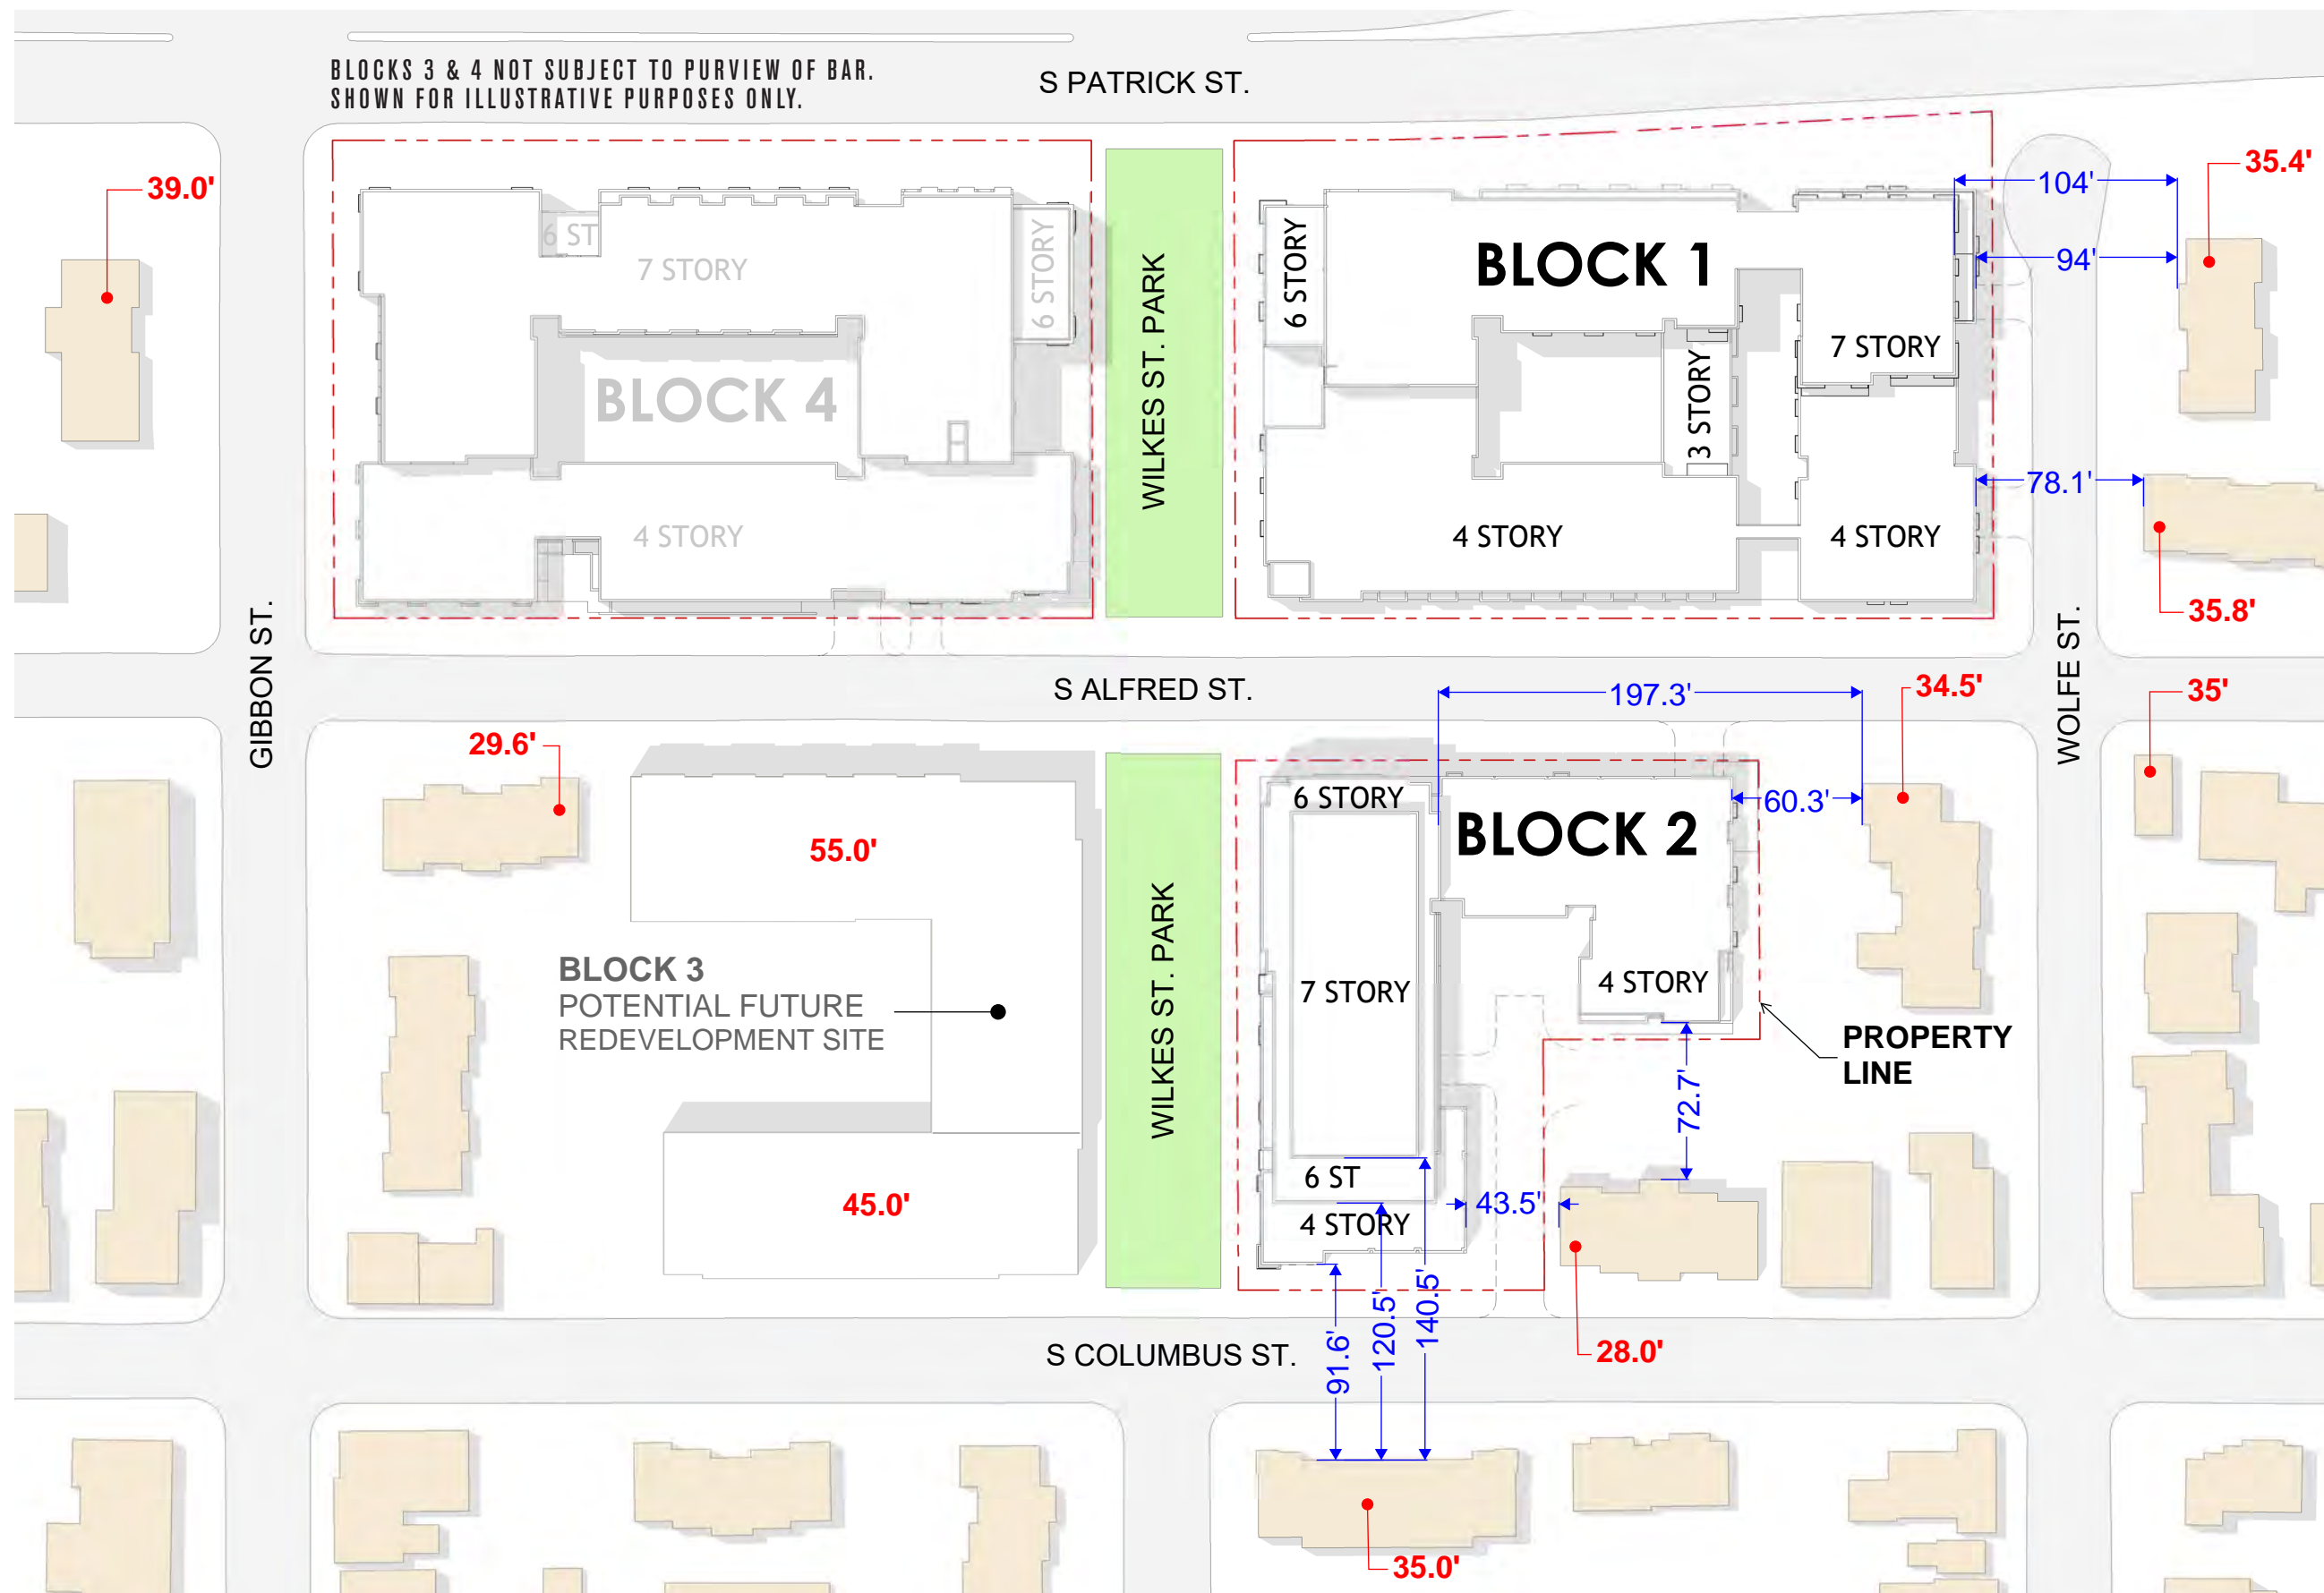 BLOCKS 3 & 4 NOT SUBJECT TO PURVIEW OF BAR.
SHOWN FOR ILLUSTRATIVE PURPOSES ONLY.
S PATRICK ST.
39.0'
6 ST
7 STORY
6 STORY
BLOCK 4
4 STORY
WILKES ST. PARK
6 STORY
BLOCK 1
3 STORY
7 STORY
4 STORY
4 STORY
104'
94'
78.1'
35.4'
35.8'
GIBBON ST.
S ALFRED ST.
WOLFE ST.
197.3'
34.5'
35'
29.6'
55.0'
BLOCK 3
POTENTIAL FUTURE
REDEVELOPMENT SITE
45.0'
WILKES ST. PARK
6 STORY
BLOCK 2
60.3'
7 STORY
4 STORY
PROPERTY
LINE
72.7'
6 ST
4 STORY
43.5'
28.0'
S COLUMBUS ST.
91.6'
120.5'
140.5'
35.0'